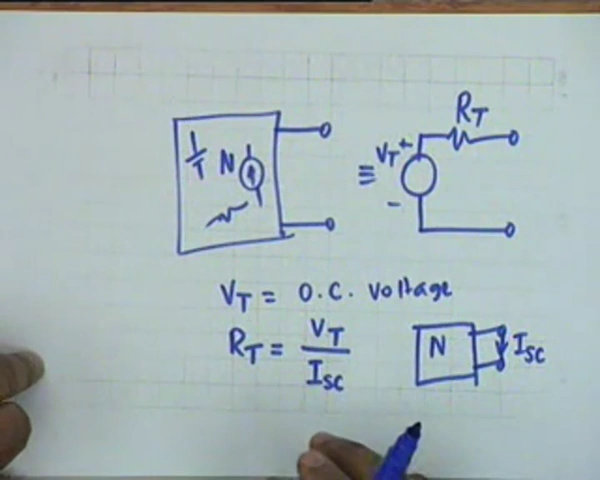 R_T
N
V_T +
≡
-
V_T = O.C. voltage
R_T = V_T / I_SC
N
I_SC